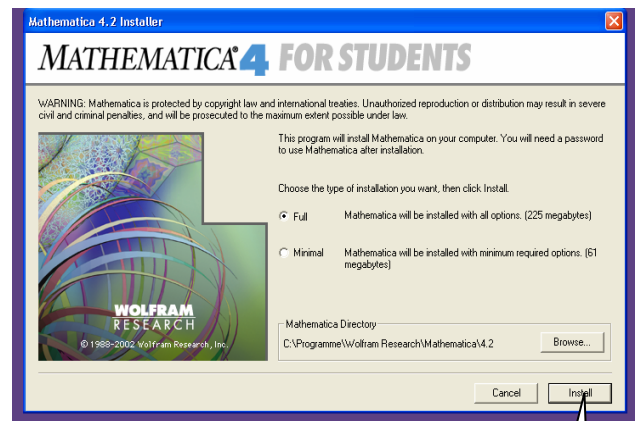 Mathematica 4.2 Installer
MATHEMATICA® 4 FOR STUDENTS
WARNING: Mathematica is protected by copyright law and international treaties. Unauthorized reproduction or distribution may result in severe
civil and criminal penalties, and will be prosecuted to the maximum extent possible under law.
This program will install Mathematica on your computer. You will need a password
to use Mathematica after installation.
Choose the type of installation you want, then click Install.
Full Mathematica will be installed with all options. (225 megabytes)
Minimal Mathematica will be installed with minimum required options. (61
megabytes)
WOLFRAM
RESEARCH
© 1988-2002 Wolfram Research, Inc.
Mathematica Directory
C:\Programme\Wolfram Research\Mathematica\4.2
Browse...
Cancel
Install